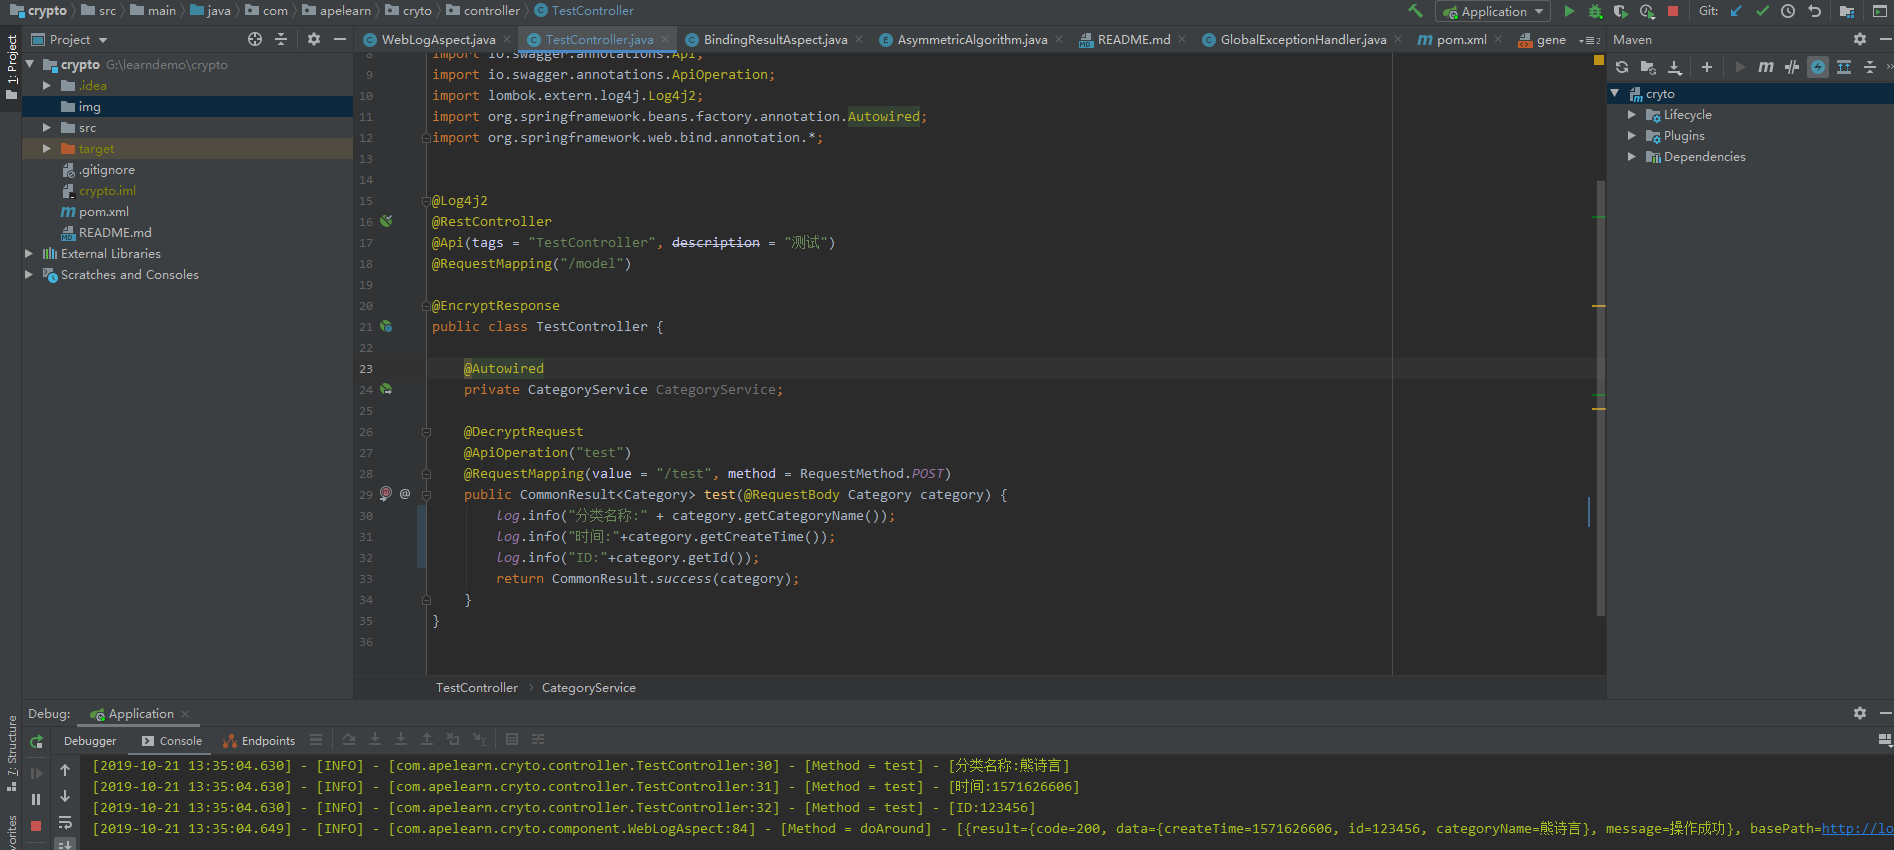 crypto src main java com apelearn cryto controller TestController
Application Git:
1: Project
Project
WebLogAspect.java TestController.java BindingResultAspect.java AsymmetricAlgorithm.java README.md GlobalExceptionHandler.java pom.xml gene
Maven
crypto G:\learndemo\crypto
.idea
img
src
target
.gitignore
crypto.iml
pom.xml
README.md
External Libraries
Scratches and Consoles
8 import io.swagger.annotations.Api;
9 import io.swagger.annotations.ApiOperation;
10 import lombok.extern.log4j.Log4j2;
11 import org.springframework.beans.factory.annotation.Autowired;
12 import org.springframework.web.bind.annotation.*;
13
14
15 @Log4j2
16 @RestController
17 @Api(tags = "TestController", description = "测试")
18 @RequestMapping("/model")
19
20 @EncryptResponse
21 public class TestController {
22
23 @Autowired
24 private CategoryService CategoryService;
25
26 @DecryptRequest
27 @ApiOperation("test")
28 @RequestMapping(value = "/test", method = RequestMethod.POST)
29 @ public CommonResult<Category> test(@RequestBody Category category) {
30 log.info("分类名称:" + category.getCategoryName());
31 log.info("时间:"+category.getCreateTime());
32 log.info("ID:"+category.getId());
33 return CommonResult.success(category);
34 }
35 }
36
TestController CategoryService
cryto
Lifecycle
Plugins
Dependencies
Debug: Application
Debugger Console Endpoints
7: Structure
[2019-10-21 13:35:04.630] - [INFO] - [com.apelearn.cryto.controller.TestController:30] - [Method = test] - [分类名称:熊诗言]
[2019-10-21 13:35:04.630] - [INFO] - [com.apelearn.cryto.controller.TestController:31] - [Method = test] - [时间:1571626606]
[2019-10-21 13:35:04.630] - [INFO] - [com.apelearn.cryto.controller.TestController:32] - [Method = test] - [ID:123456]
[2019-10-21 13:35:04.649] - [INFO] - [com.apelearn.cryto.component.WebLogAspect:84] - [Method = doAround] - [{result={code=200, data={createTime=1571626606, id=123456, categoryName=熊诗言}, message=操作成功}, basePath=http://lo